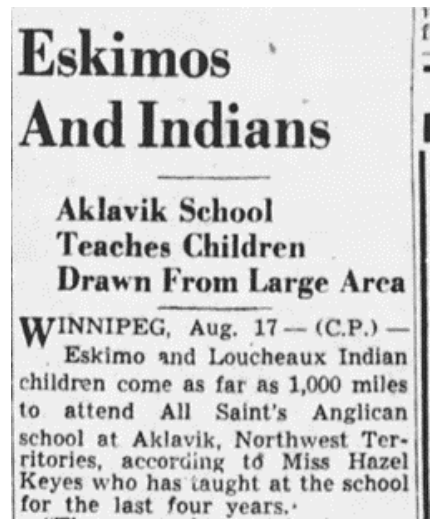 Eskimos
And Indians
Aklavik School
Teaches Children
Drawn From Large Area
WINNIPEG, Aug. 17 — (C.P.) —
Eskimo and Loucheaux Indian
children come as far as 1,000 miles
to attend All Saint's Anglican
school at Aklavik, Northwest Ter-
ritories, according to Miss Hazel
Keyes who has taught at the school
for the last four years.